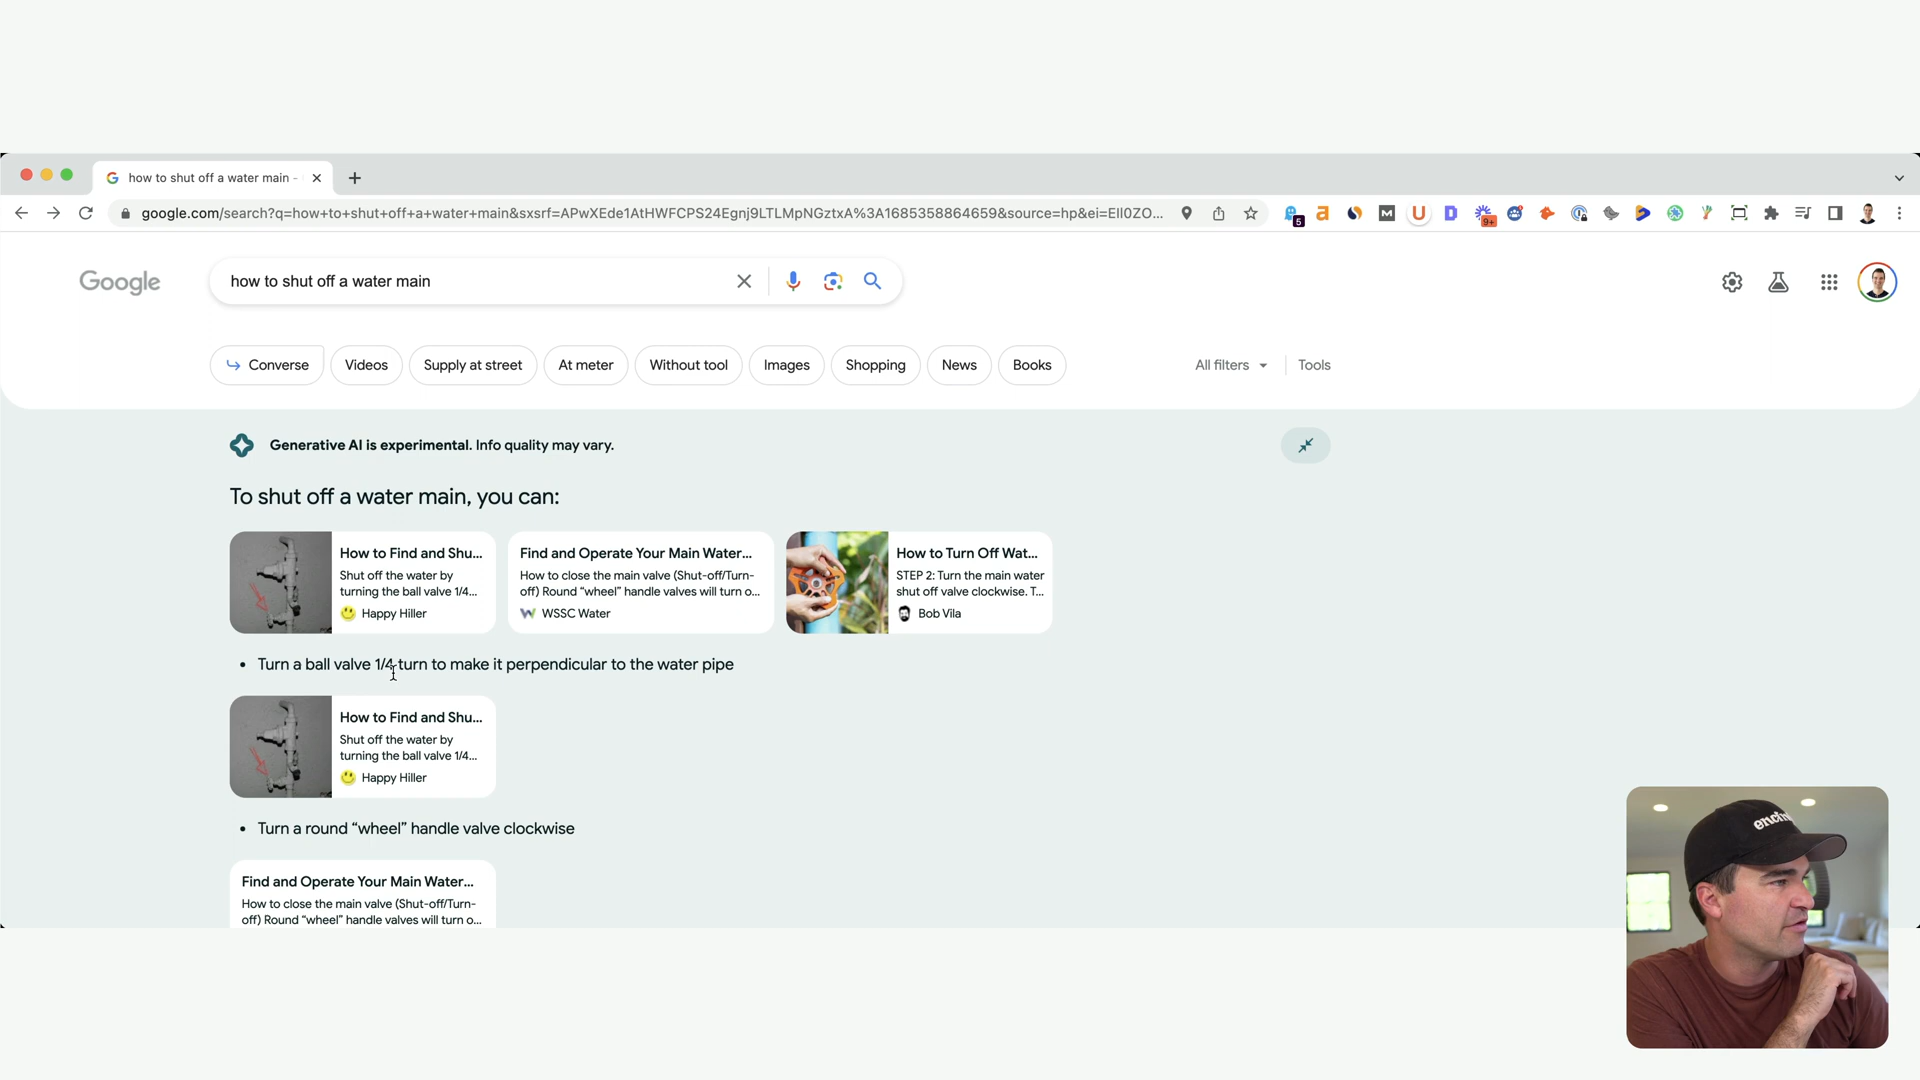 how to shut off a water main -
google.com/search?q=how+to+shut+off+a+water+main&sxsrf=APwXEde1AtHWFCPS24Egnj9LTLMpNGztxA%3A1685358864659&source=hp&ei=EIl0ZO...
5
9+
Google
how to shut off a water main
Converse
Videos
Supply at street
At meter
Without tool
Images
Shopping
News
Books
All filters
Tools
Generative AI is experimental. Info quality may vary.
To shut off a water main, you can:
How to Find and Shu...
Shut off the water by
turning the ball valve 1/4...
Happy Hiller
Find and Operate Your Main Water...
How to close the main valve (Shut-off/Turn-
off) Round “wheel” handle valves will turn o...
WSSC Water
How to Turn Off Wat...
STEP 2: Turn the main water
shut off valve clockwise. T...
Bob Vila
• Turn a ball valve 1/4 turn to make it perpendicular to the water pipe
How to Find and Shu...
Shut off the water by
turning the ball valve 1/4...
Happy Hiller
• Turn a round “wheel” handle valve clockwise
Find and Operate Your Main Water...
How to close the main valve (Shut-off/Turn-
off) Round “wheel” handle valves will turn o...